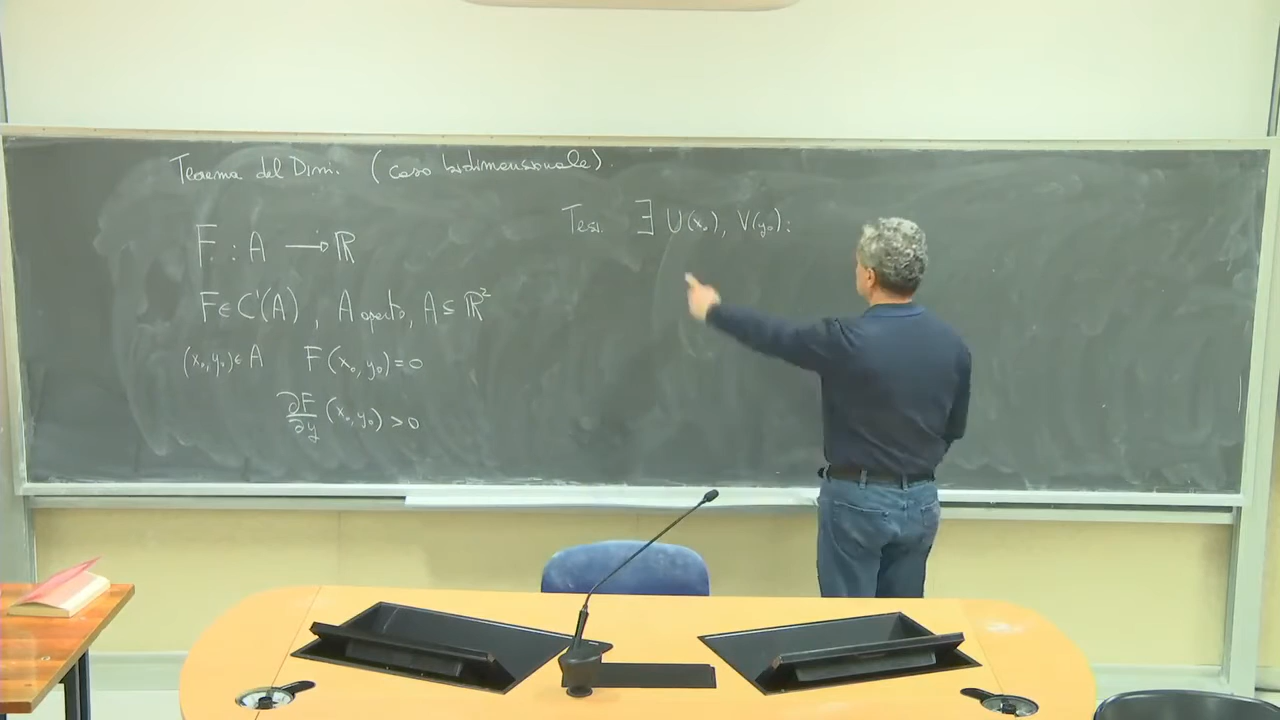 Teorema del Dini. (caso bidimensionale).
F : A → ℝ
F ∈ C¹(A), A aperto, A ⊆ ℝ²
(x₀, y₀) ∈ A F(x₀, y₀) = 0
∂F/∂y (x₀, y₀) > 0
Tesi. ∃ U(x₀), V(y₀):